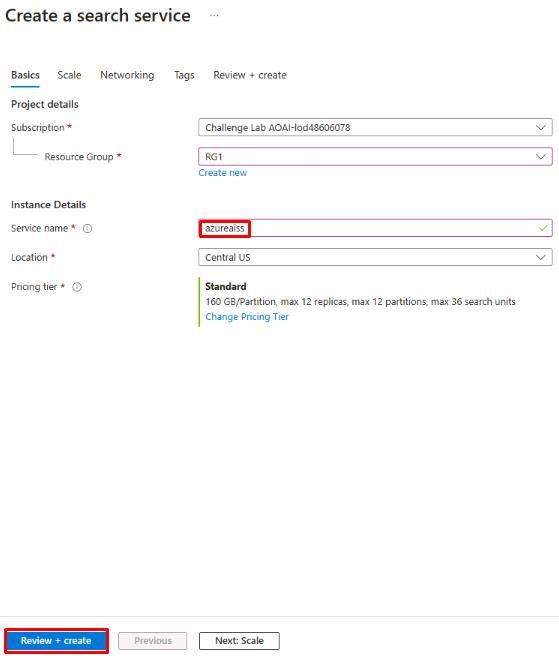 Create a search service ...
Basics Scale Networking Tags Review + create
Project details
Subscription * Challenge Lab AOAI-lod48606078
Resource Group * RG1
Create new
Instance Details
Service name * azureaiss
Location * Central US
Pricing tier * Standard
160 GB/Partition, max 12 replicas, max 12 partitions, max 36 search units
Change Pricing Tier
Review + create Previous Next: Scale